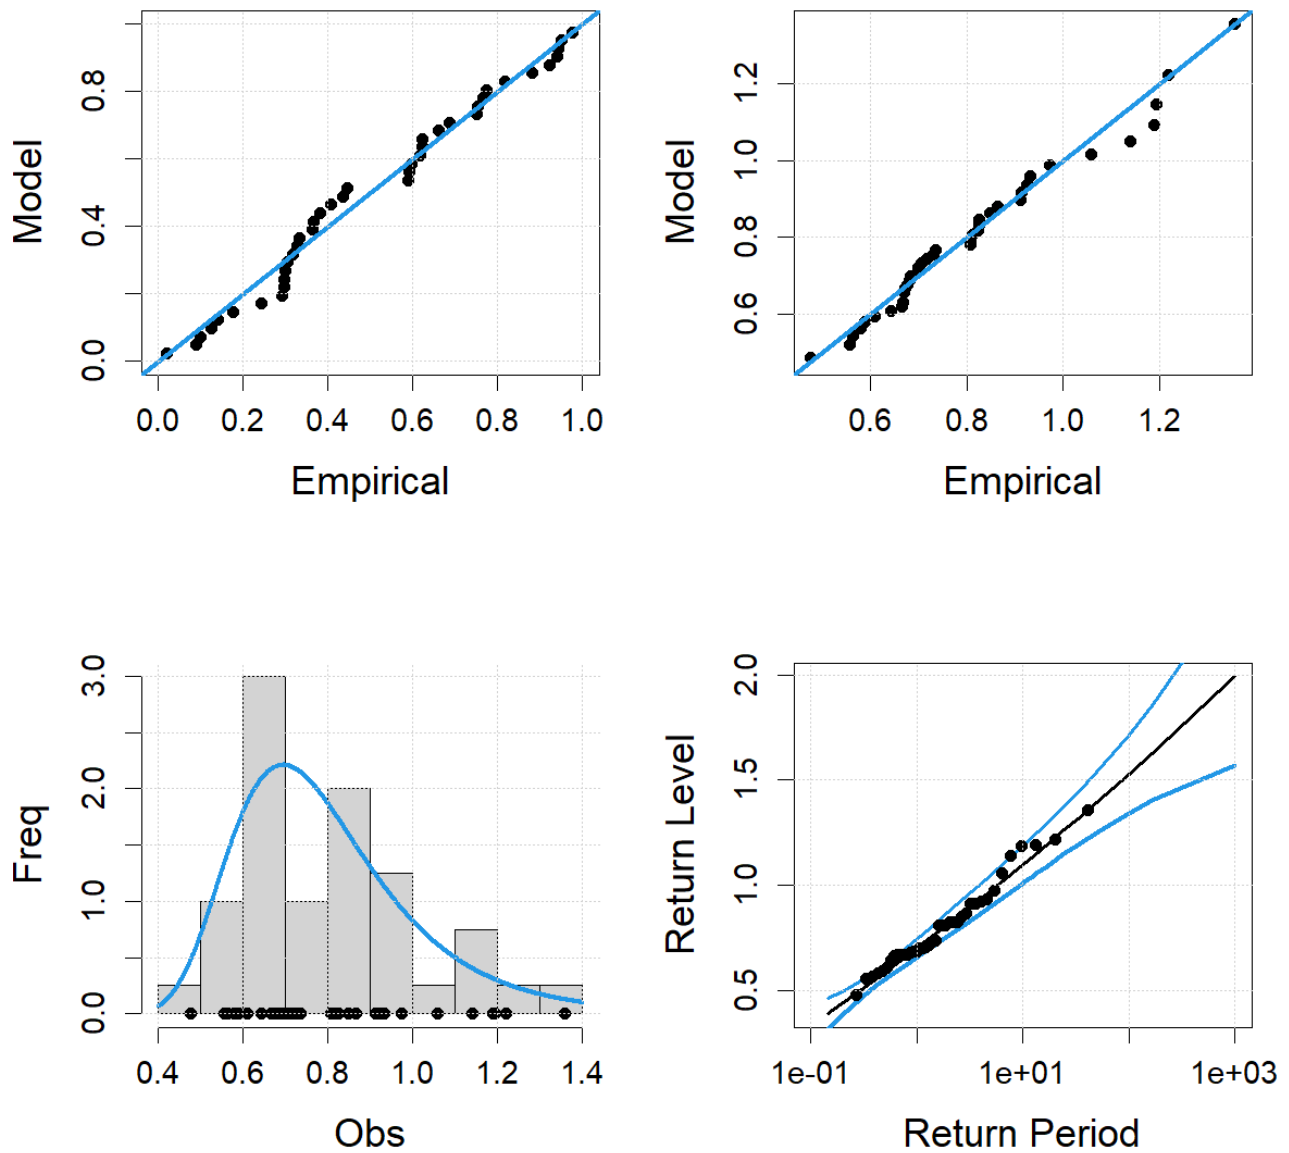 Model
0.0 0.4 0.8
0.0 0.2 0.4 0.6 0.8 1.0
Empirical
Model
0.6 0.8 1.0 1.2
0.6 0.8 1.0 1.2
Empirical
Freq
0.0 1.0 2.0 3.0
0.4 0.6 0.8 1.0 1.2 1.4
Obs
Return Level
0.5 1.0 1.5 2.0
1e-01 1e+01 1e+03
Return Period